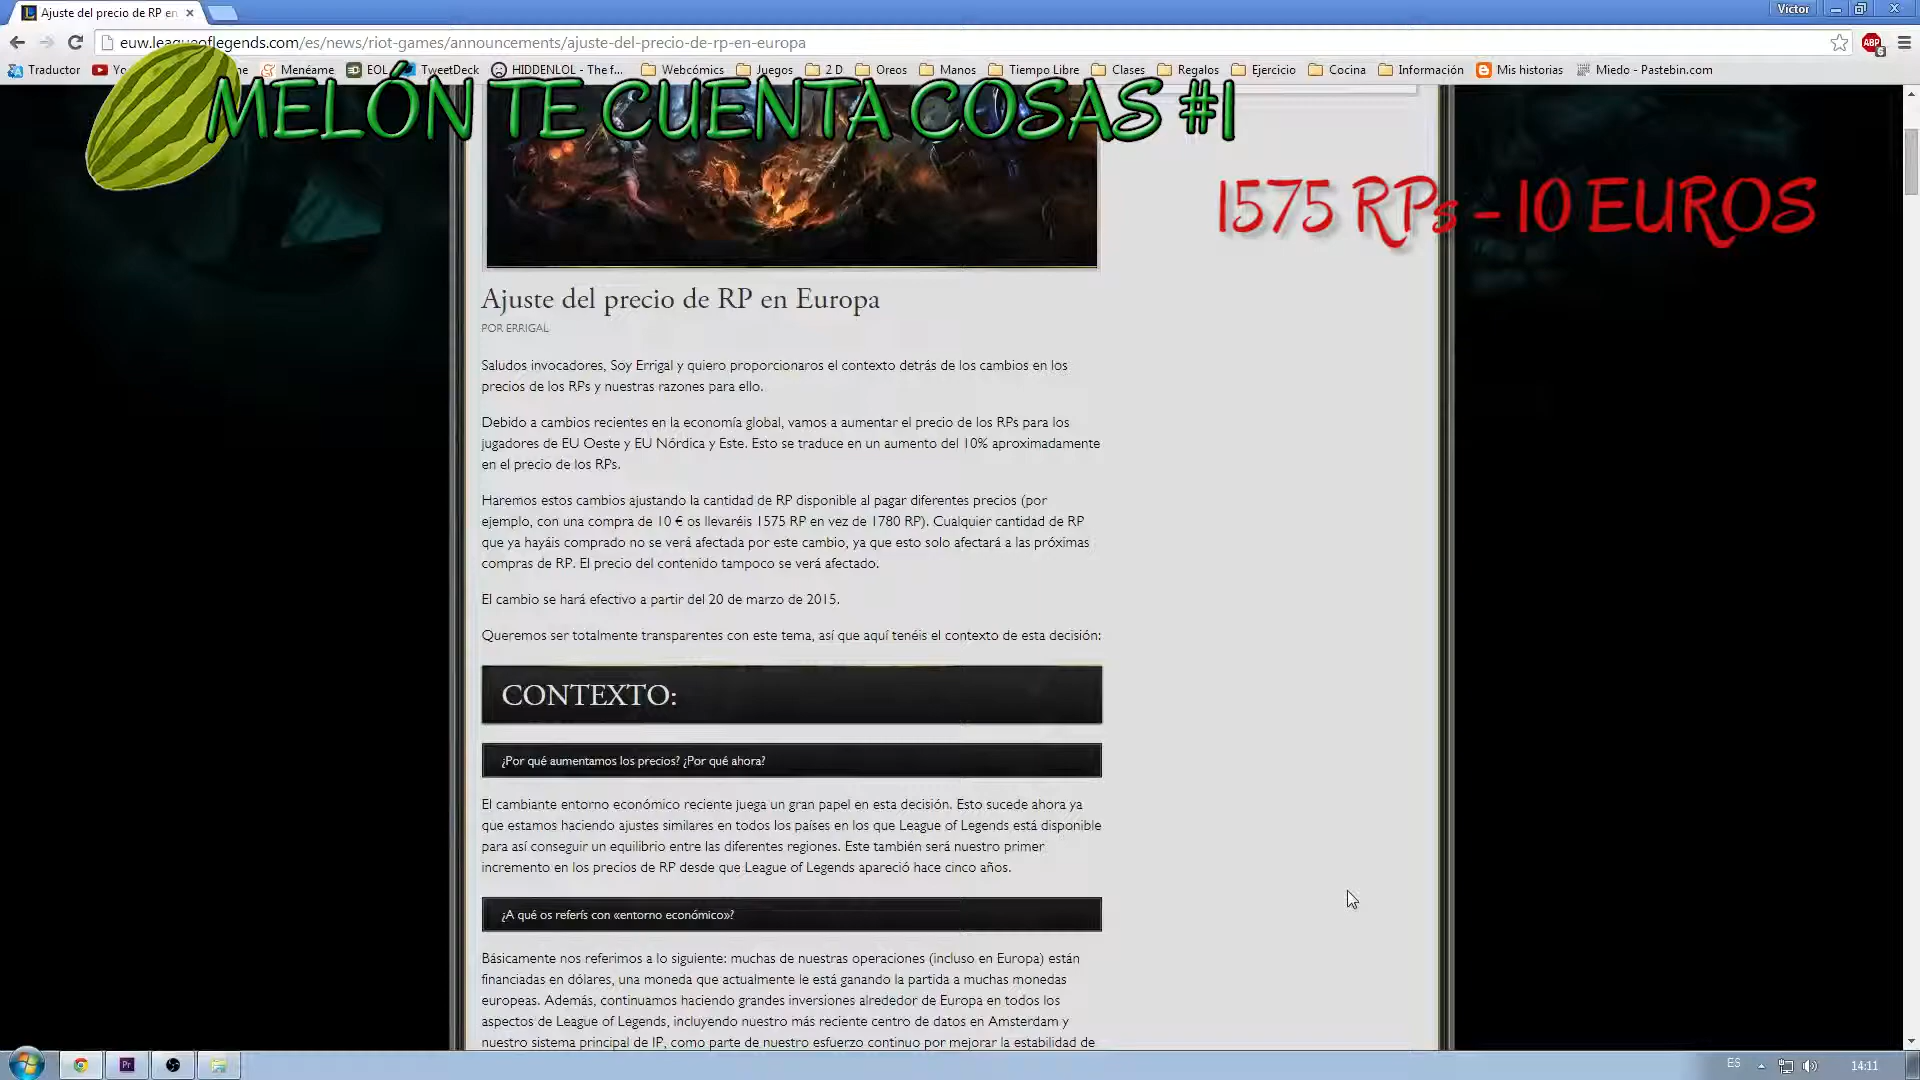 Ajuste del precio de RP en
Victor
euw.leagueoflegends.com/es/news/riot-games/announcements/ajuste-del-precio-de-rp-en-europa
Traductor
Menéame
EOL
TweetDeck
HIDDENLOL - The f...
Webcómics
Juegos
2 D
Oreos
Manos
Tiempo Libre
Clases
Regalos
Ejercicio
Cocina
Información
Mis historias
Miedo - Pastebin.com
MELÓN TE CUENTA COSAS #1
1575 RPs - 10 EUROS
Ajuste del precio de RP en Europa
POR ERRIGAL
Saludos invocadores, Soy Errigal y quiero proporcionaros el contexto detrás de los cambios en los
precios de los RPs y nuestras razones para ello.
Debido a cambios recientes en la economía global, vamos a aumentar el precio de los RPs para los
jugadores de EU Oeste y EU Nórdica y Este. Esto se traduce en un aumento del 10% aproximadamente
en el precio de los RPs.
Haremos estos cambios ajustando la cantidad de RP disponible al pagar diferentes precios (por
ejemplo, con una compra de 10 € os llevaréis 1575 RP en vez de 1780 RP). Cualquier cantidad de RP
que ya hayáis comprado no se verá afectada por este cambio, ya que esto solo afectará a las próximas
compras de RP. El precio del contenido tampoco se verá afectado.
El cambio se hará efectivo a partir del 20 de marzo de 2015.
Queremos ser totalmente transparentes con este tema, así que aquí tenéis el contexto de esta decisión:
CONTEXTO:
¿Por qué aumentamos los precios? ¿Por qué ahora?
El cambiante entorno económico reciente juega un gran papel en esta decisión. Esto sucede ahora ya
que estamos haciendo ajustes similares en todos los países en los que League of Legends está disponible
para así conseguir un equilibrio entre las diferentes regiones. Este también será nuestro primer
incremento en los precios de RP desde que League of Legends apareció hace cinco años.
¿A qué os referís con «entorno económico»?
Básicamente nos referimos a lo siguiente: muchas de nuestras operaciones (incluso en Europa) están
financiadas en dólares, una moneda que actualmente le está ganando la partida a muchas monedas
europeas. Además, continuamos haciendo grandes inversiones alrededor de Europa en todos los
aspectos de League of Legends, incluyendo nuestro más reciente centro de datos en Amsterdam y
nuestro sistema principal de IP, como parte de nuestro esfuerzo continuo por mejorar la estabilidad de
ES
14:11